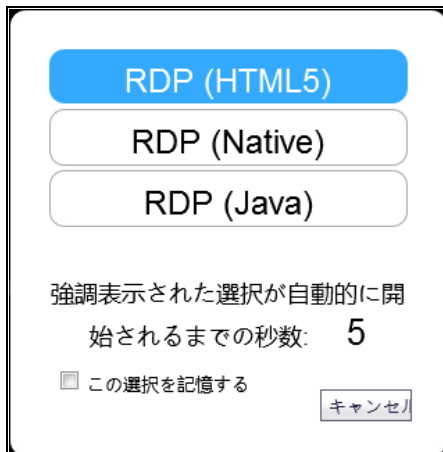 RDP (HTML5)
RDP (Native)
RDP (Java)
強調表示された選択が自動的に開
始されるまでの秒数: 5
この選択を記憶する
キャンセル